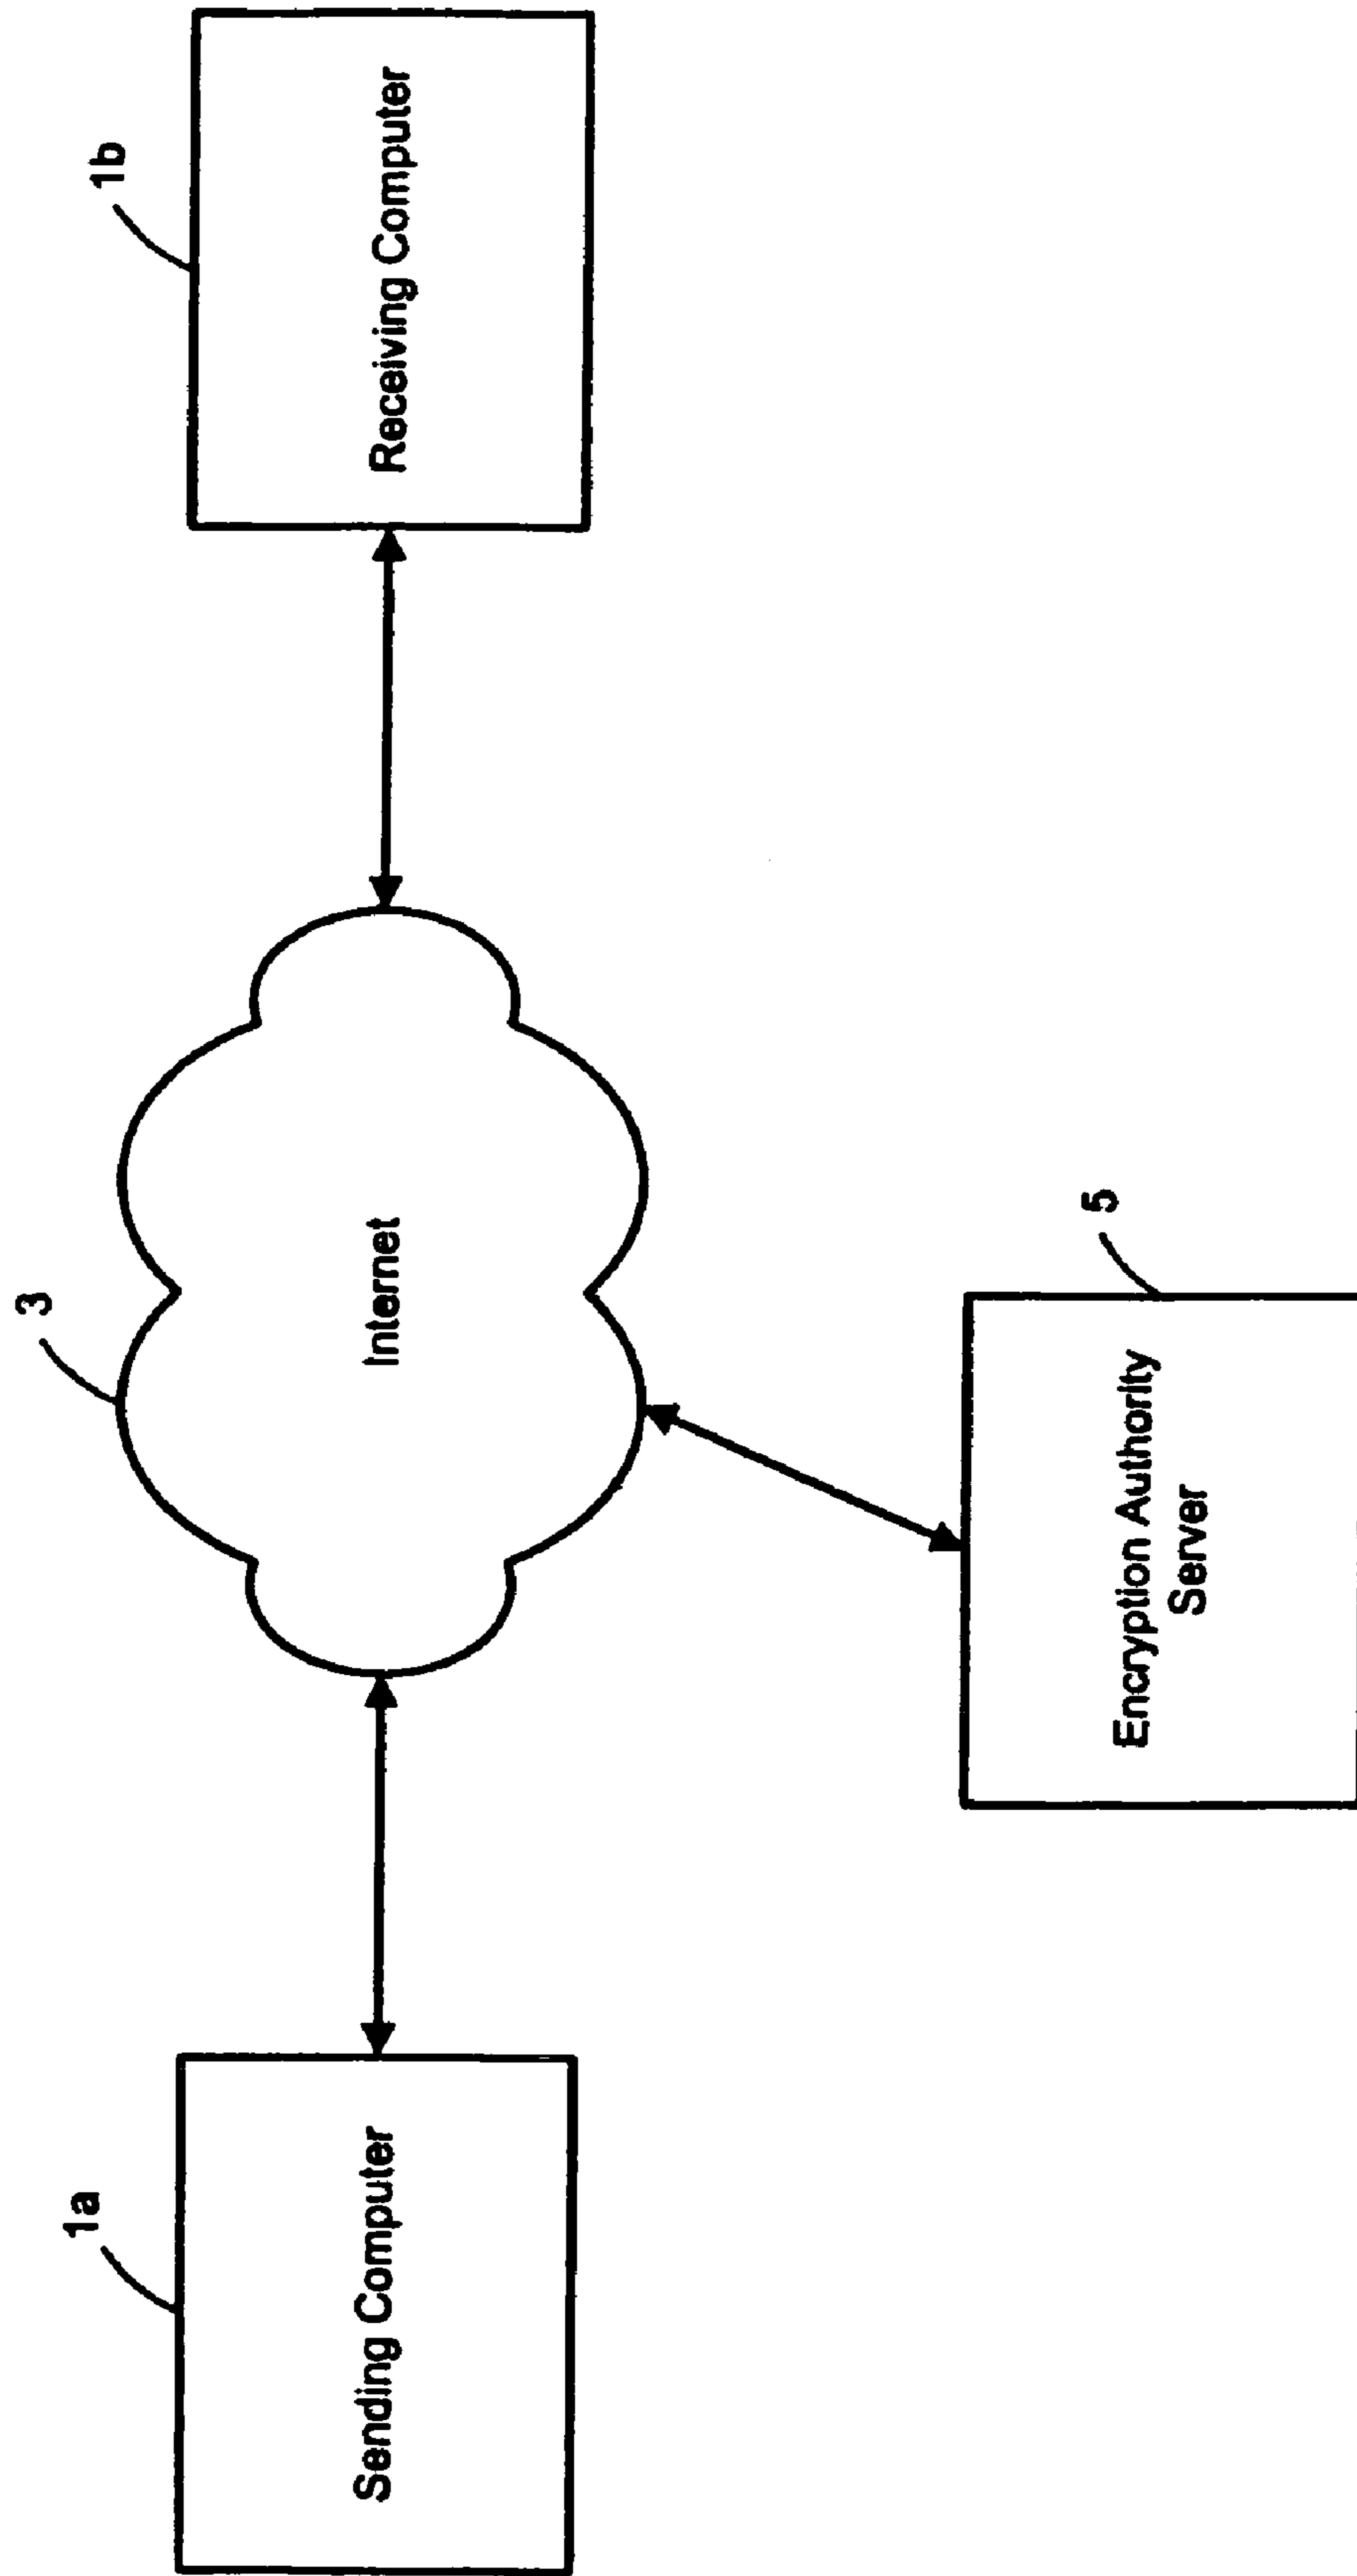 1a
Sending Computer
3
Internet
1b
Receiving Computer
5
Encryption Authority
Server